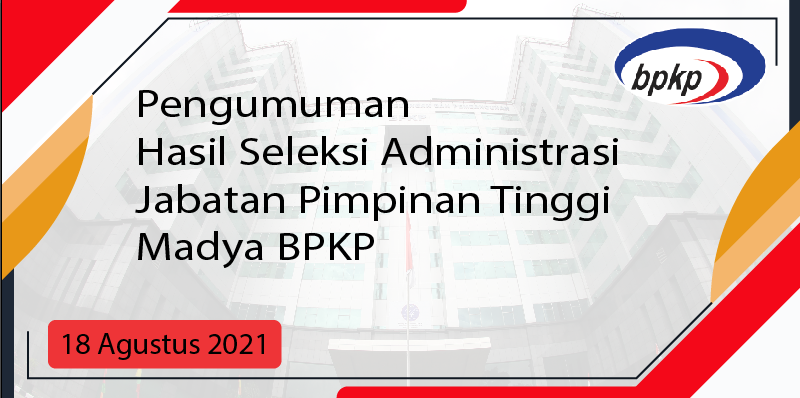 bpkp
Pengumuman
Hasil Seleksi Administrasi
Jabatan Pimpinan Tinggi
Madya BPKP
18 Agustus 2021